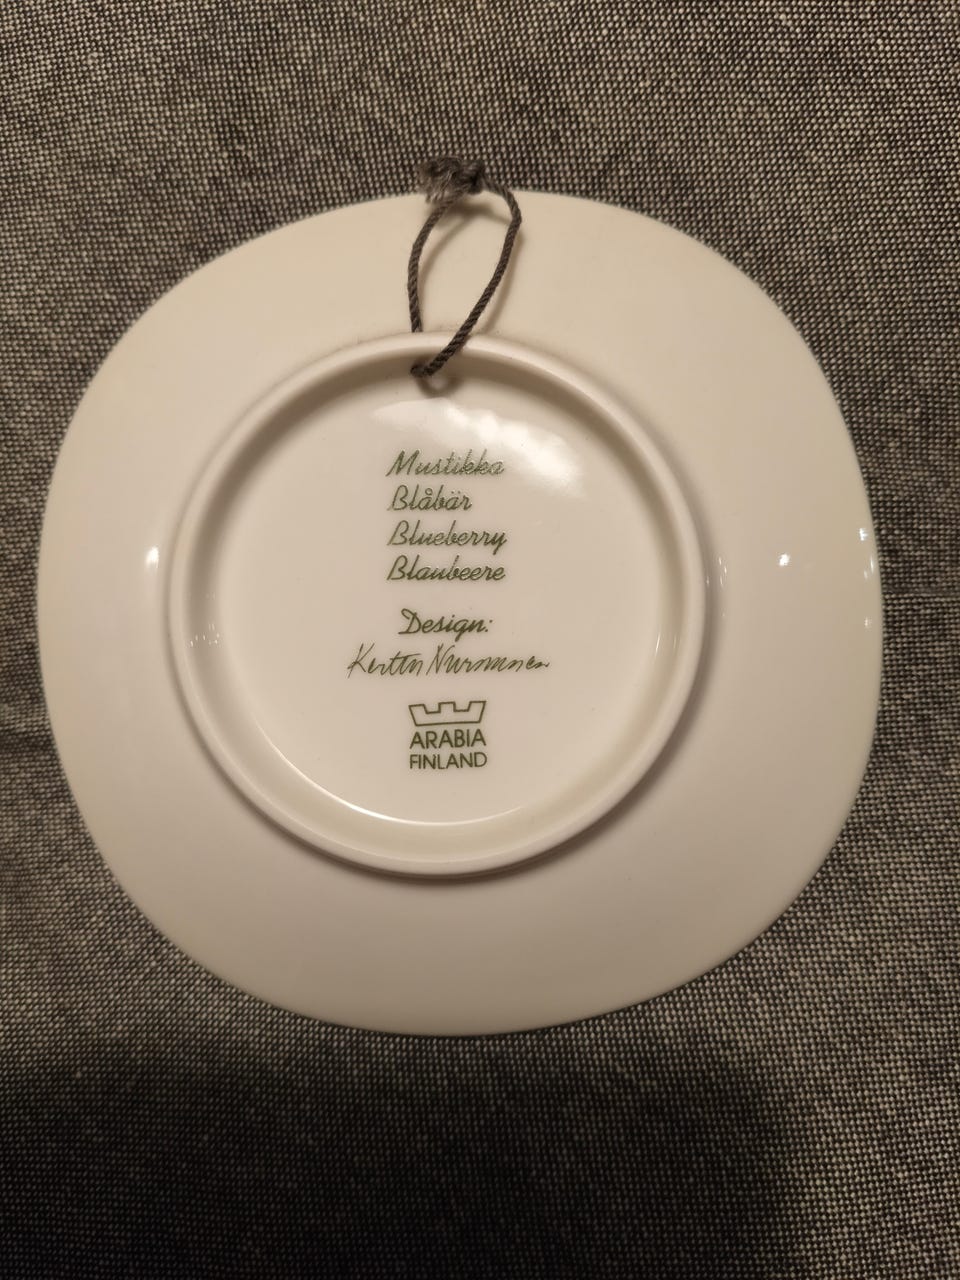 Mustikka
Blåbär
Blueberry
Blaubeere
Design:
Kerttu Nurminen
ARABIA
FINLAND